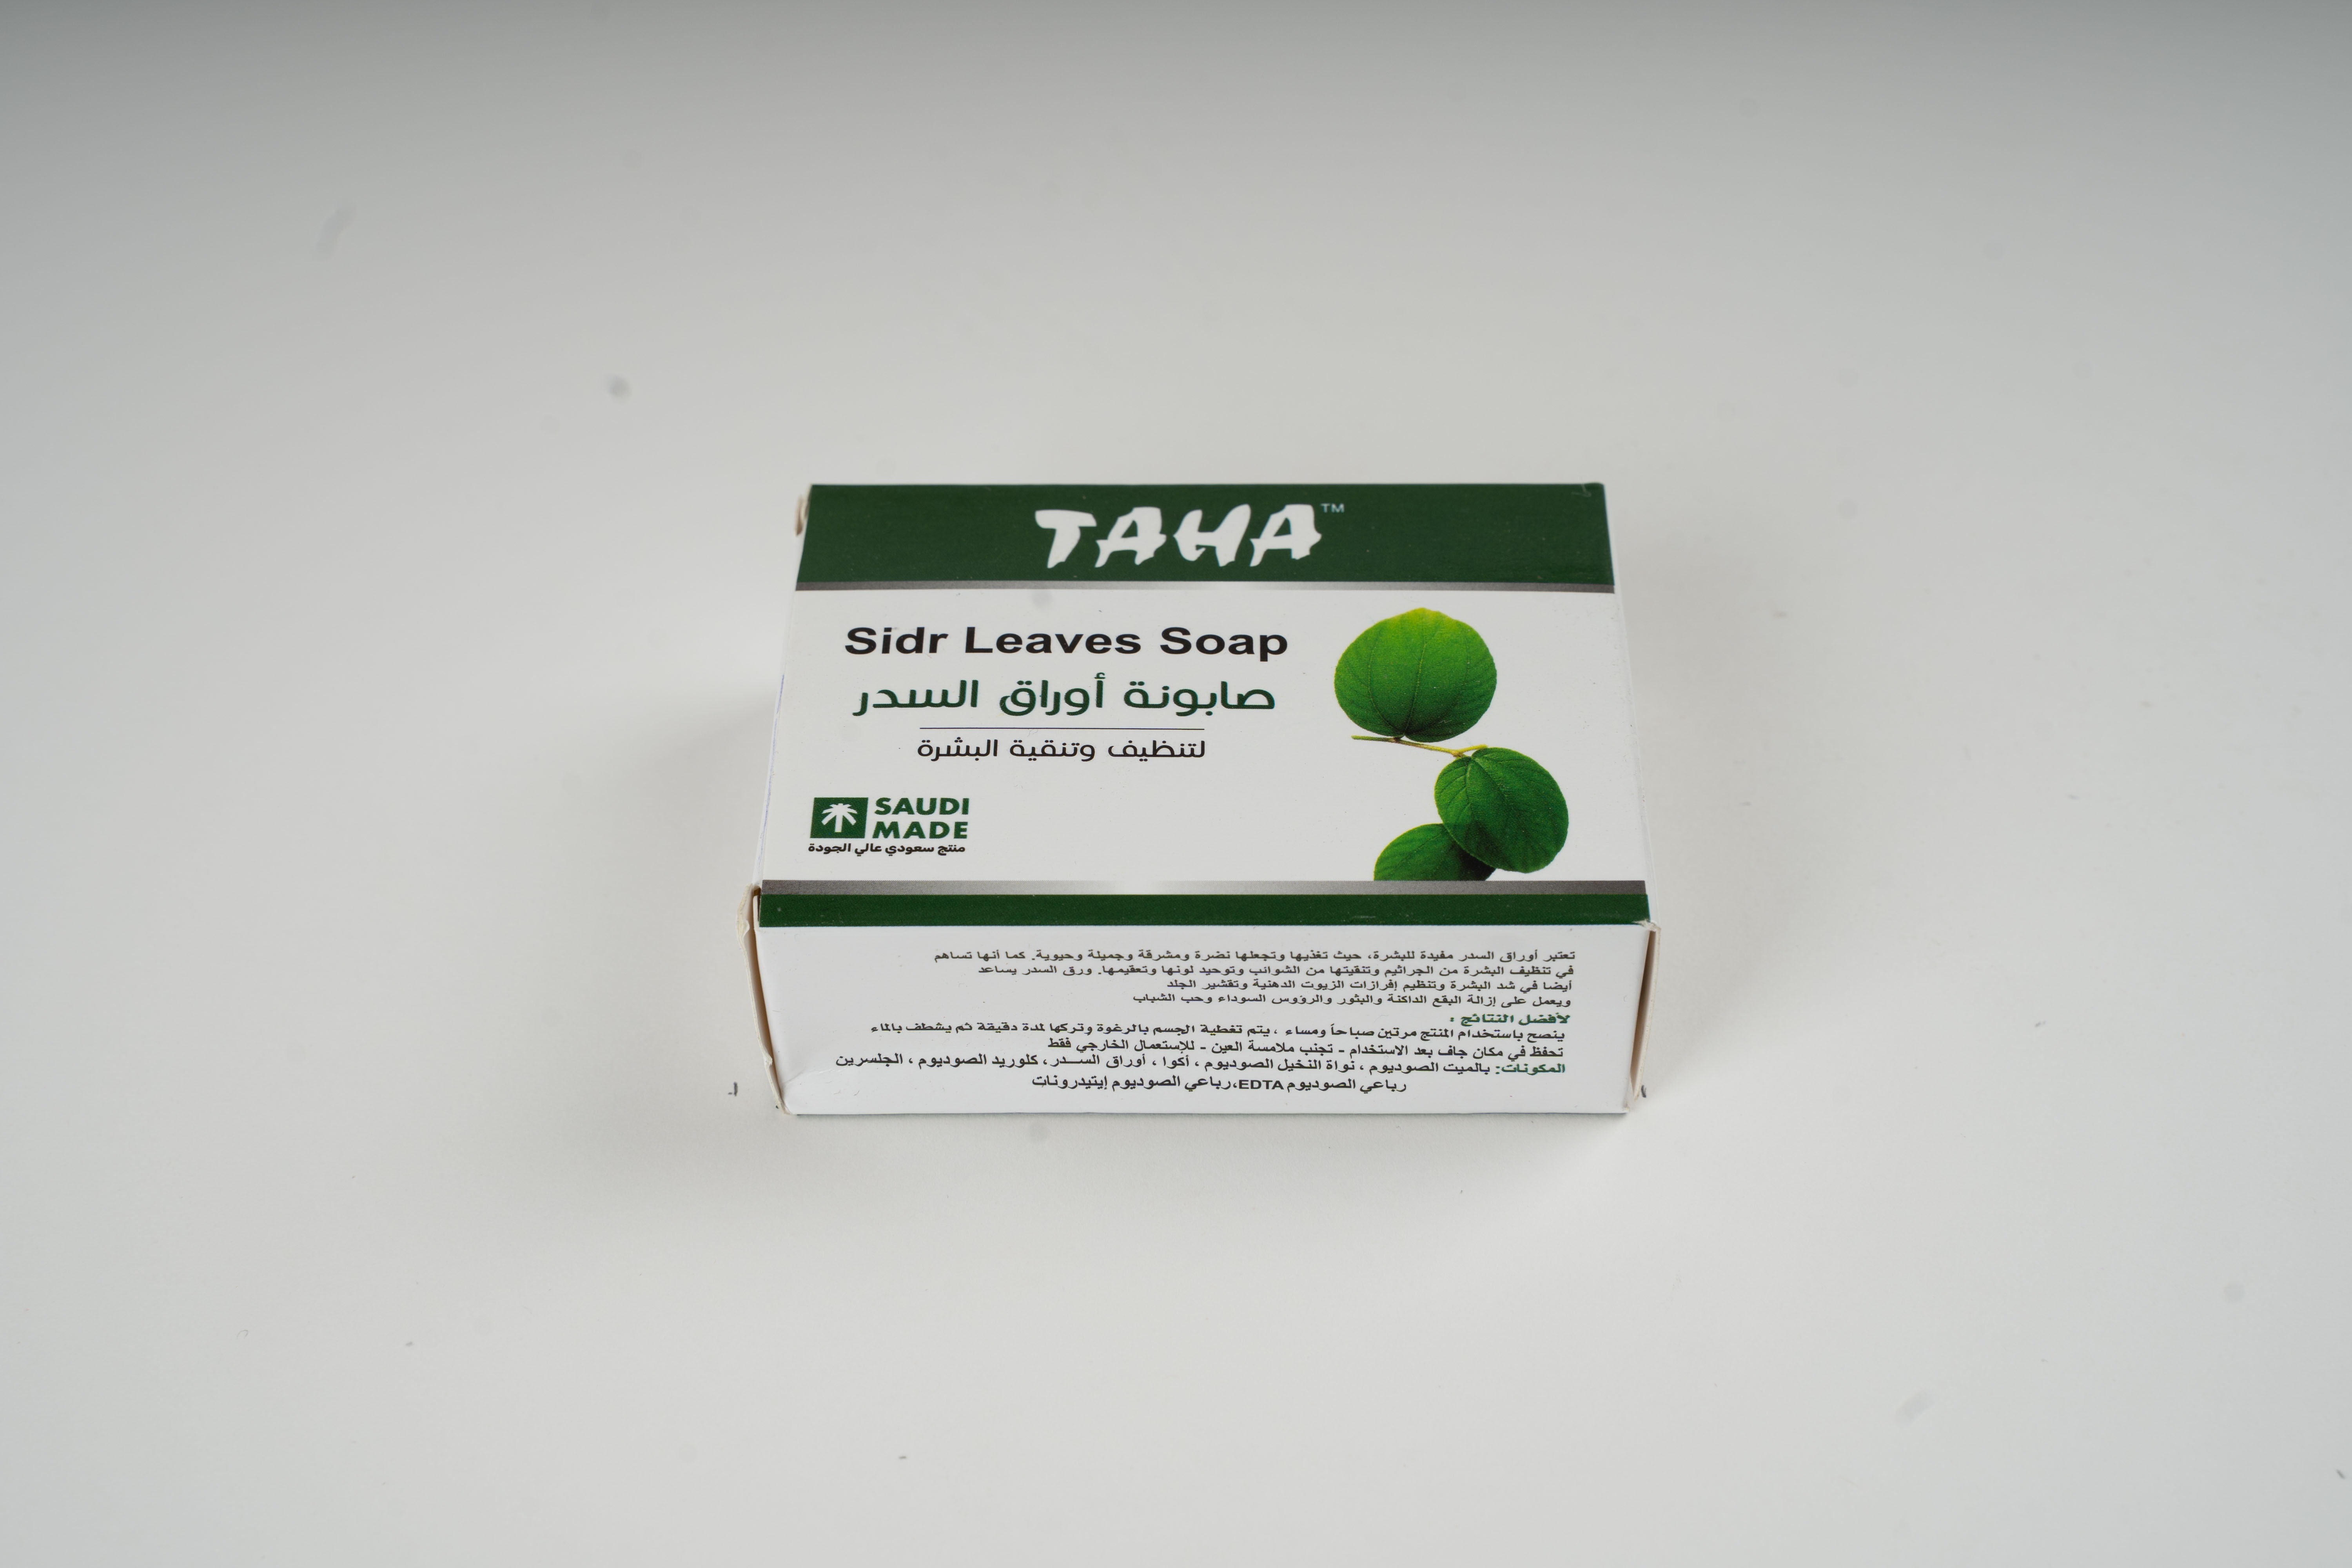 TAHA™
Sidr Leaves Soap
صابونة أوراق السدر
لتنظيف وتنقية البشرة
SAUDI
MADE
منتج سعودي عالي الجودة
تعتبر أوراق السدر مفيدة للبشرة، حيث تغذيها وتجعلها نضرة ومشرقة وجميلة وحيوية. كما أنها تساهم
في تنظيف البشرة من الجراثيم وتنقيتها من الشوائب وتوحيد لونها وتعقيمها. ورق السدر يساعد
أيضا في شد البشرة وتنظيم إفرازات الزيوت الدهنية وتقشير الجلد
ويعمل على إزالة البقع الداكنة والبثور والرؤوس السوداء وحب الشباب
لأفضل النتائج :
ينصح باستخدام المنتج مرتين صباحاً ومساء ، يتم تغطية الجسم بالرغوة وتركها لمدة دقيقة ثم يشطف بالماء
تحفظ في مكان جاف بعد الاستخدام - تجنب ملامسة العين - للإستعمال الخارجي فقط
المكونات: بالميت الصوديوم ، نواة النخيل الصوديوم ، أكوا ، أوراق الســدر ، كلوريد الصوديوم ، الجلسرين
رباعي الصوديوم EDTA،رباعي الصوديوم إيتيدرونات